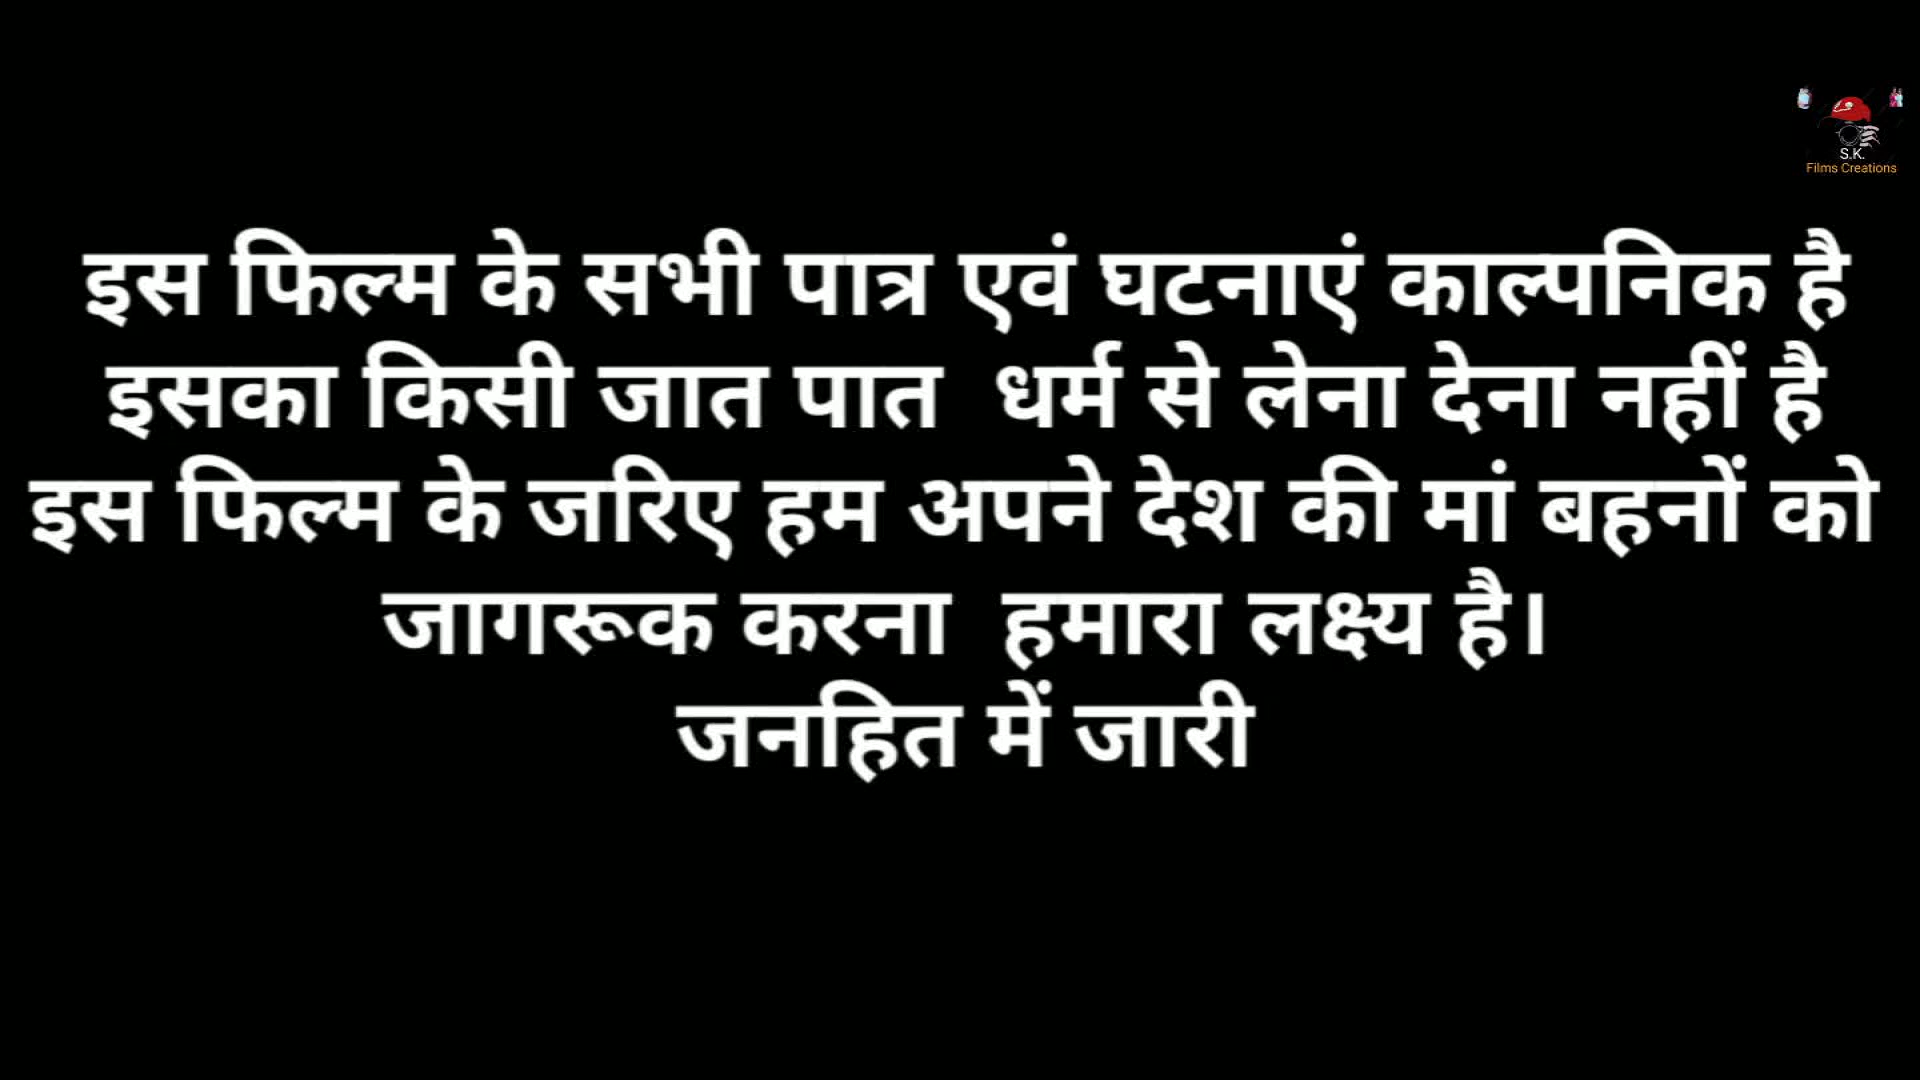 S.K.
Films Creations
इस फिल्म के सभी पात्र एवं घटनाएं काल्पनिक है
इसका किसी जात पात धर्म से लेना देना नहीं है
इस फिल्म के जरिए हम अपने देश की मां बहनों को
जागरूक करना हमारा लक्ष्य है।
जनहित में जारी